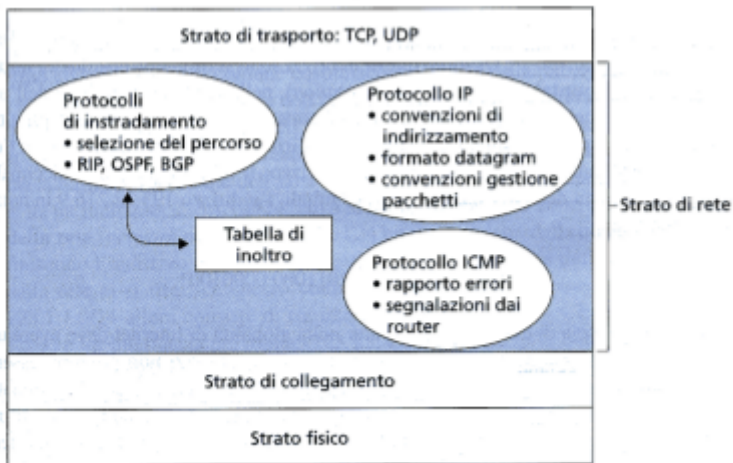 Strato di trasporto: TCP, UDP
Protocolli
di instradamento
• selezione del percorso
• RIP, OSPF, BGP
Protocollo IP
• convenzioni di
indirizzamento
• formato datagram
• convenzioni gestione
pacchetti
Strato di rete
Tabella di
inoltro
Protocollo ICMP
• rapporto errori
• segnalazioni dai
router
Strato di collegamento
Strato fisico